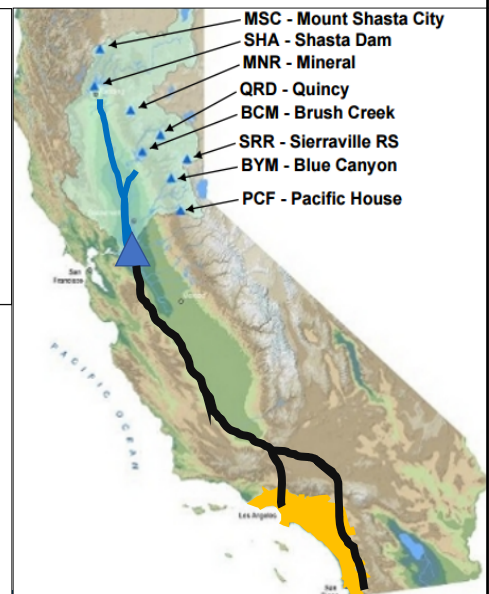 MSC - Mount Shasta City
SHA - Shasta Dam
MNR - Mineral
QRD - Quincy
BCM - Brush Creek
SRR - Sierraville RS
BYM - Blue Canyon
PCF - Pacific House
San
Francisco
PACIFIC OCEAN
Los Angeles
San